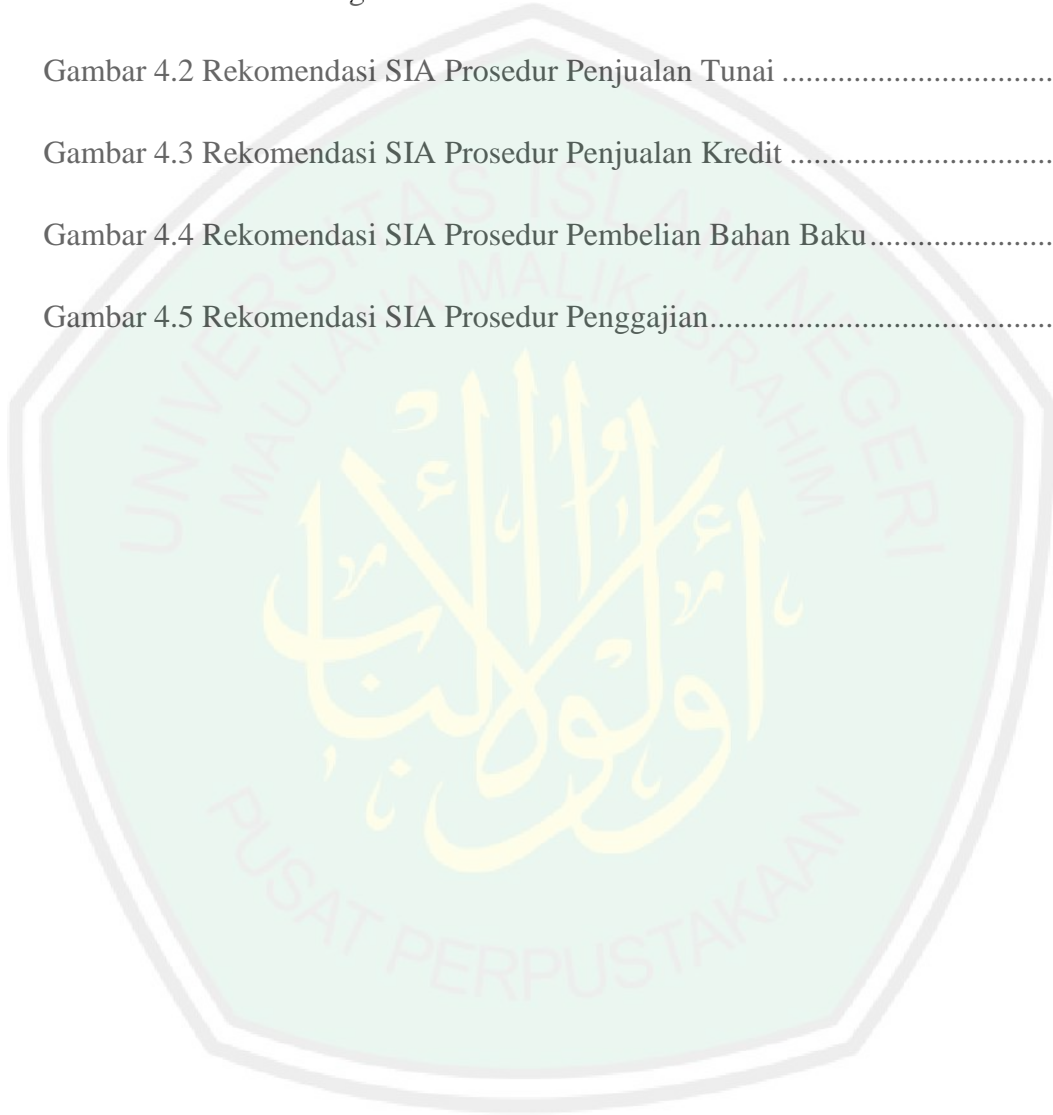 Gambar 4.2 Rekomendasi SIA Prosedur Penjualan Tunai ..................................
Gambar 4.3 Rekomendasi SIA Prosedur Penjualan Kredit .................................
Gambar 4.4 Rekomendasi SIA Prosedur Pembelian Bahan Baku.......................
Gambar 4.5 Rekomendasi SIA Prosedur Penggajian...........................................
UNIVERSITAS ISLAM NEGERI
MAULANA MALIK IBRAHIM
أولوا الألباب
PUSAT PERPUSTAKAAN